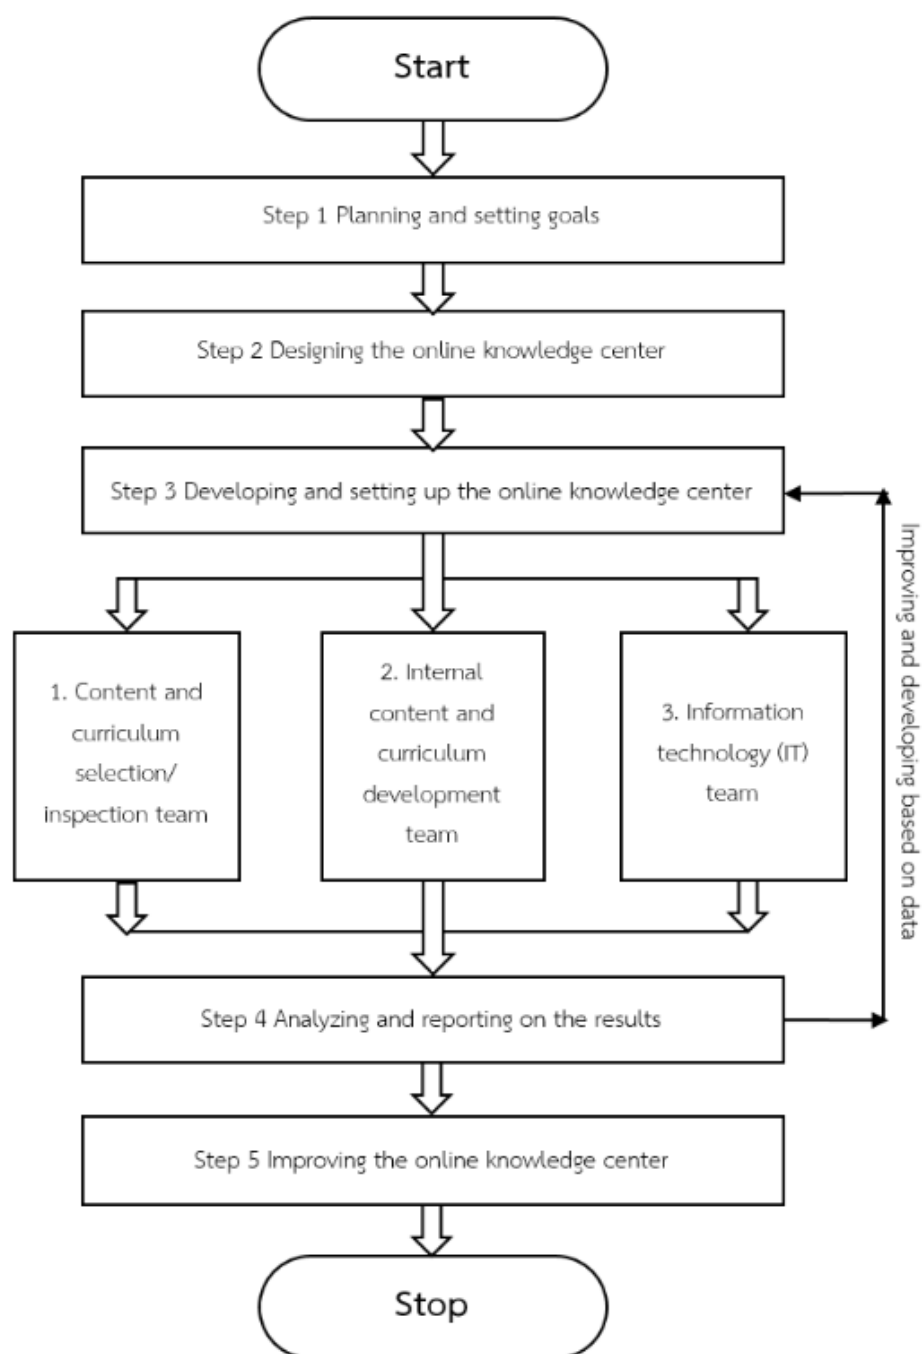 Start
Step 1 Planning and setting goals
Step 2 Designing the online knowledge center
Step 3 Developing and setting up the online knowledge center
1. Content and
curriculum
selection/
inspection team
2. Internal
content and
curriculum
development
team
3. Information
technology (IT)
team
Improving and developing based on data
Step 4 Analyzing and reporting on the results
Step 5 Improving the online knowledge center
Stop